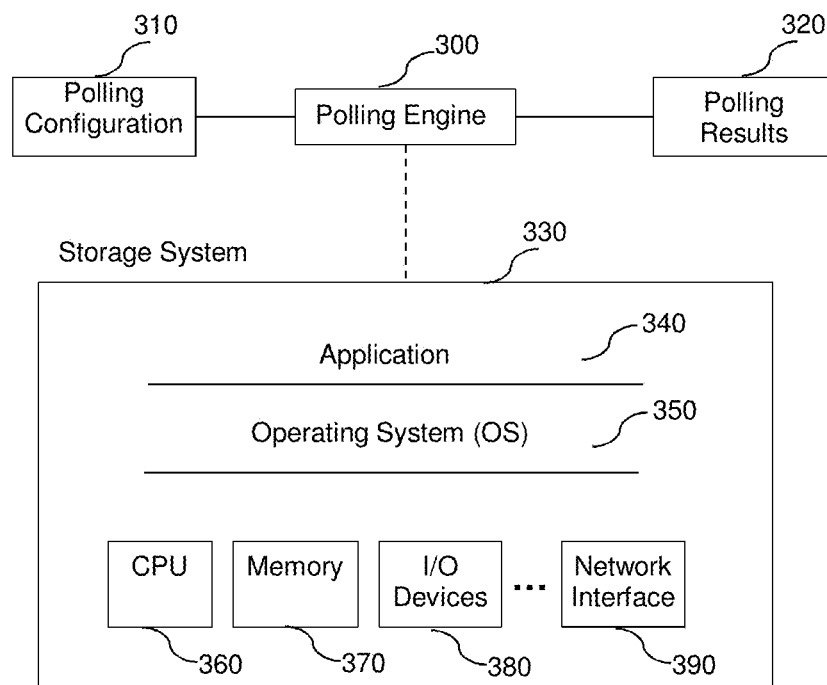 310
300
320
Polling
Configuration
Polling Engine
Polling
Results
Storage System
330
Application
340
Operating System (OS)
350
CPU
Memory
I/O
Devices
...
Network
Interface
360
370
380
390